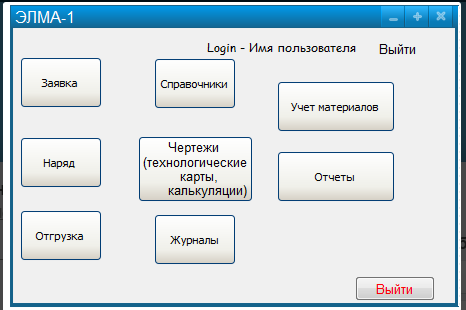 ЭЛМА-1
Login - Имя пользователя
Выйти
Заявка
Справочники
Учет материалов
Наряд
Чертежи
(технологические
карты,
калькуляции)
Отчеты
Отгрузка
Журналы
Выйти